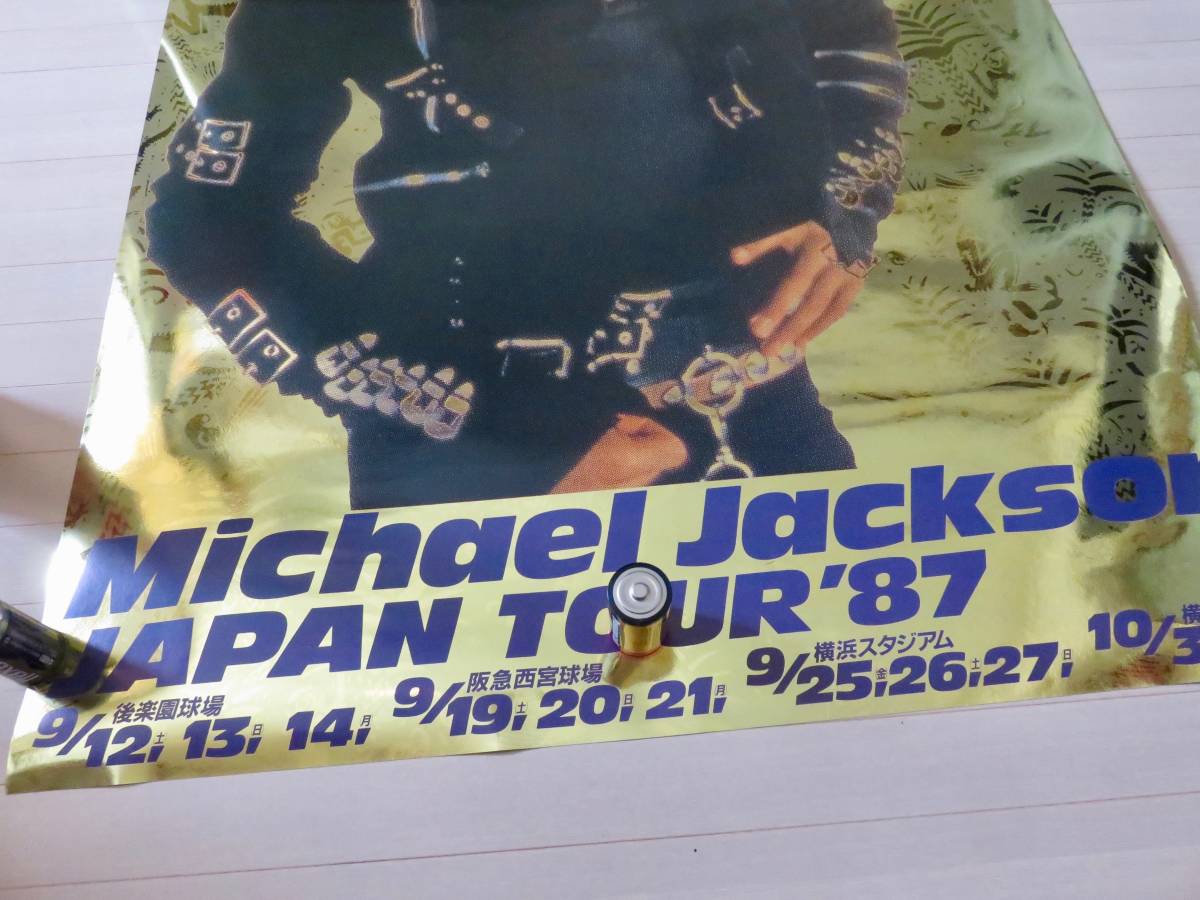 Michael Jackson
JAPAN TOUR '87
後楽園球場
9/12土, 13日, 14月,
阪急西宮球場
9/19土, 20日, 21月,
横浜スタジアム
9/25金, 26土, 27日,
横
10/3